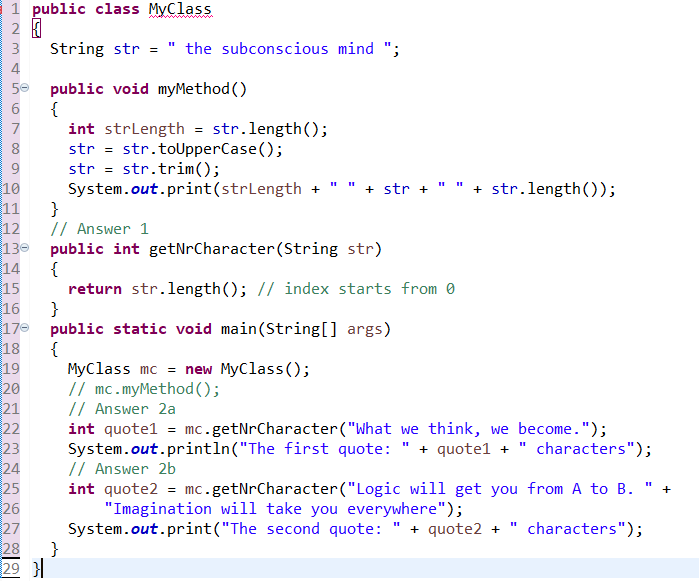 1 public class MyClass
2 {
3   String str = " the subconscious mind ";
4
5   public void myMethod()
6   {
7     int strLength = str.length();
8     str = str.toUpperCase();
9     str = str.trim();
10     System.out.print(strLength + " " + str + " " + str.length());
11   }
12   // Answer 1
13   public int getNrCharacter(String str)
14   {
15     return str.length(); // index starts from 0
16   }
17   public static void main(String[] args)
18   {
19     MyClass mc = new MyClass();
20     // mc.myMethod();
21     // Answer 2a
22     int quote1 = mc.getNrCharacter("What we think, we become.");
23     System.out.println("The first quote: " + quote1 + " characters");
24     // Answer 2b
25     int quote2 = mc.getNrCharacter("Logic will get you from A to B. " +
26         "Imagination will take you everywhere");
27     System.out.print("The second quote: " + quote2 + " characters");
28   }
29 }